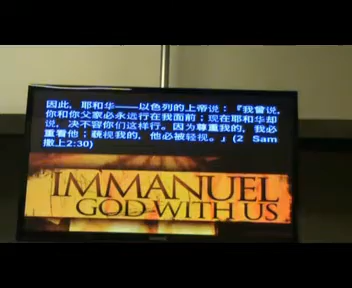 因此，耶和华——以色列的上帝说：『我曾说，
你和你父家必永远行在我面前；现在耶和华却
说，决不容你们这样行。因为尊重我的，我必
重看他；藐视我的，他必被轻视。』(2 Sam
撒上2:30)
IMMANUEL
GOD WITH US